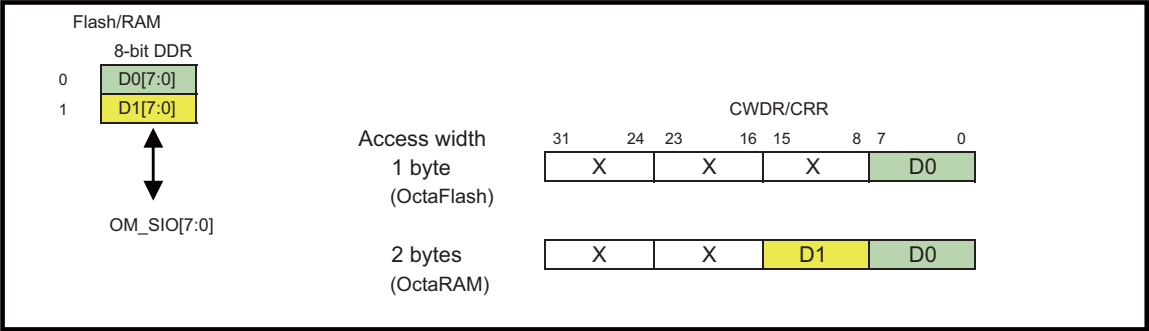 Flash/RAM
8-bit DDR
0 D0[7:0]
1 D1[7:0]
OM_SIO[7:0]
CWDR/CRR
Access width 31 24 23 16 15 8 7 0
1 byte X X X D0
(OctaFlash)
2 bytes X X D1 D0
(OctaRAM)